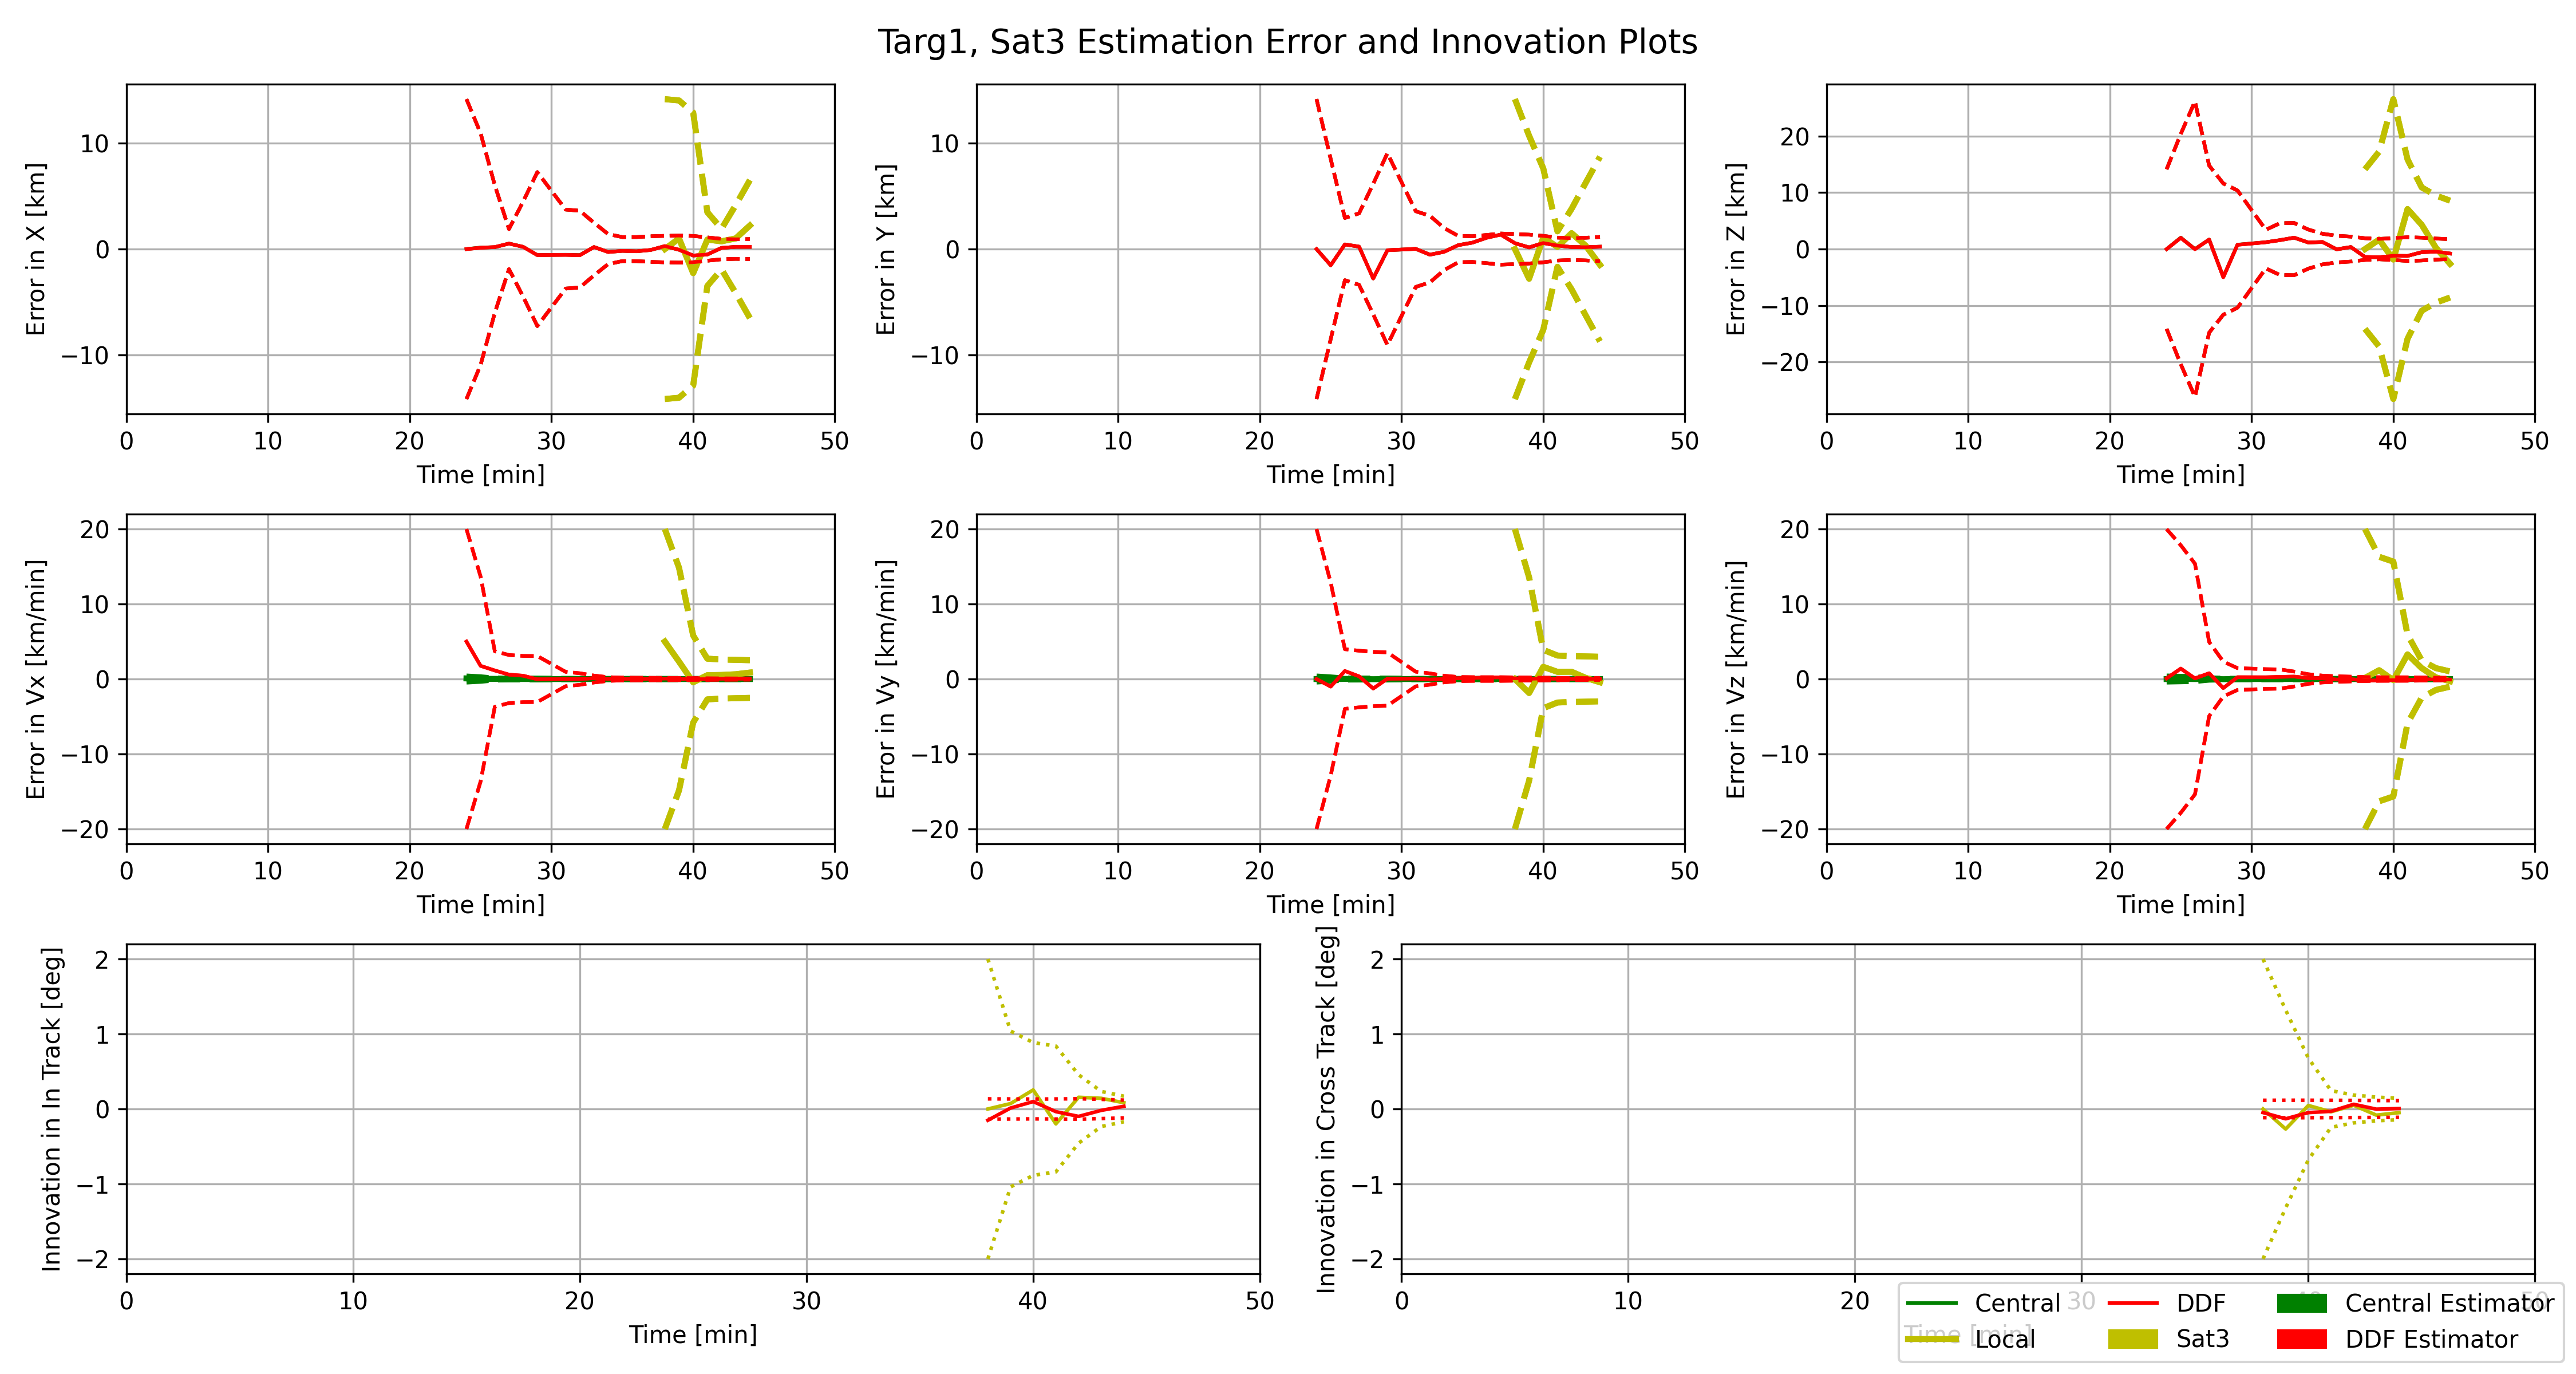 Targ1, Sat3 Estimation Error and Innovation Plots
Error in X [km]
10
0
−10
0 10 20 30 40 50
Time [min]
Error in Y [km]
10
0
−10
0 10 20 30 40 50
Time [min]
Error in Z [km]
20
10
0
−10
−20
0 10 20 30 40 50
Time [min]
Error in Vx [km/min]
20
10
0
−10
−20
0 10 20 30 40 50
Time [min]
Error in Vy [km/min]
20
10
0
−10
−20
0 10 20 30 40 50
Time [min]
Error in Vz [km/min]
20
10
0
−10
−20
0 10 20 30 40 50
Time [min]
Innovation in In Track [deg]
2
1
0
−1
−2
0 10 20 30 40 50
Time [min]
Innovation in Cross Track [deg]
2
1
0
−1
−2
0 10 20 30 40 50
Time [min]
Central DDF Central Estimator
Local Sat3 DDF Estimator